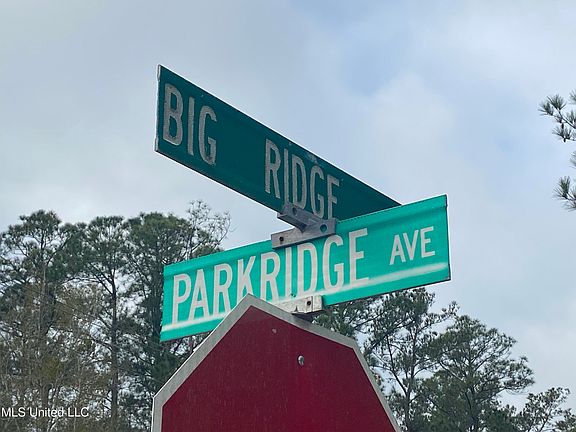 BIG RIDGE
PARKRIDGE AVE
MLS United LLC